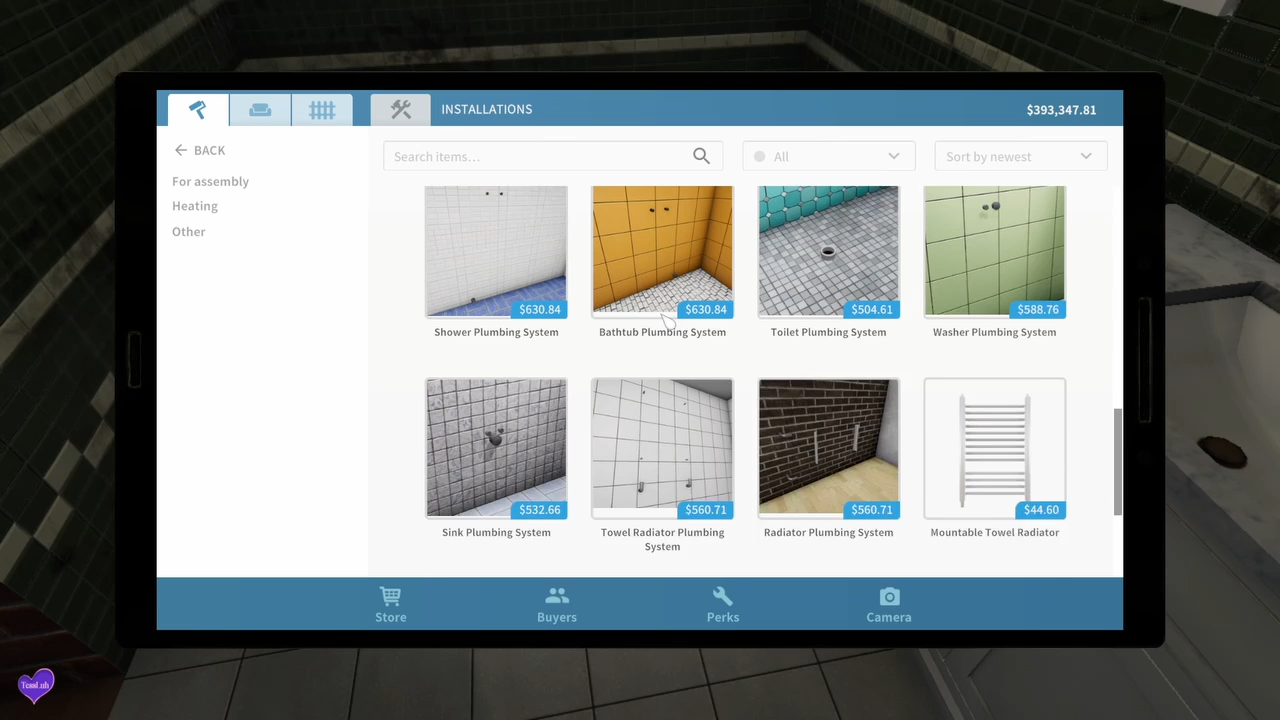 INSTALLATIONS
$393,347.81
BACK
Search items...
All
Sort by newest
For assembly
Heating
Other
$630.84
$630.84
$504.61
$588.76
Shower Plumbing System
Bathtub Plumbing System
Toilet Plumbing System
Washer Plumbing System
$532.66
$560.71
$560.71
$44.60
Sink Plumbing System
Towel Radiator Plumbing
System
Radiator Plumbing System
Mountable Towel Radiator
Store
Buyers
Perks
Camera